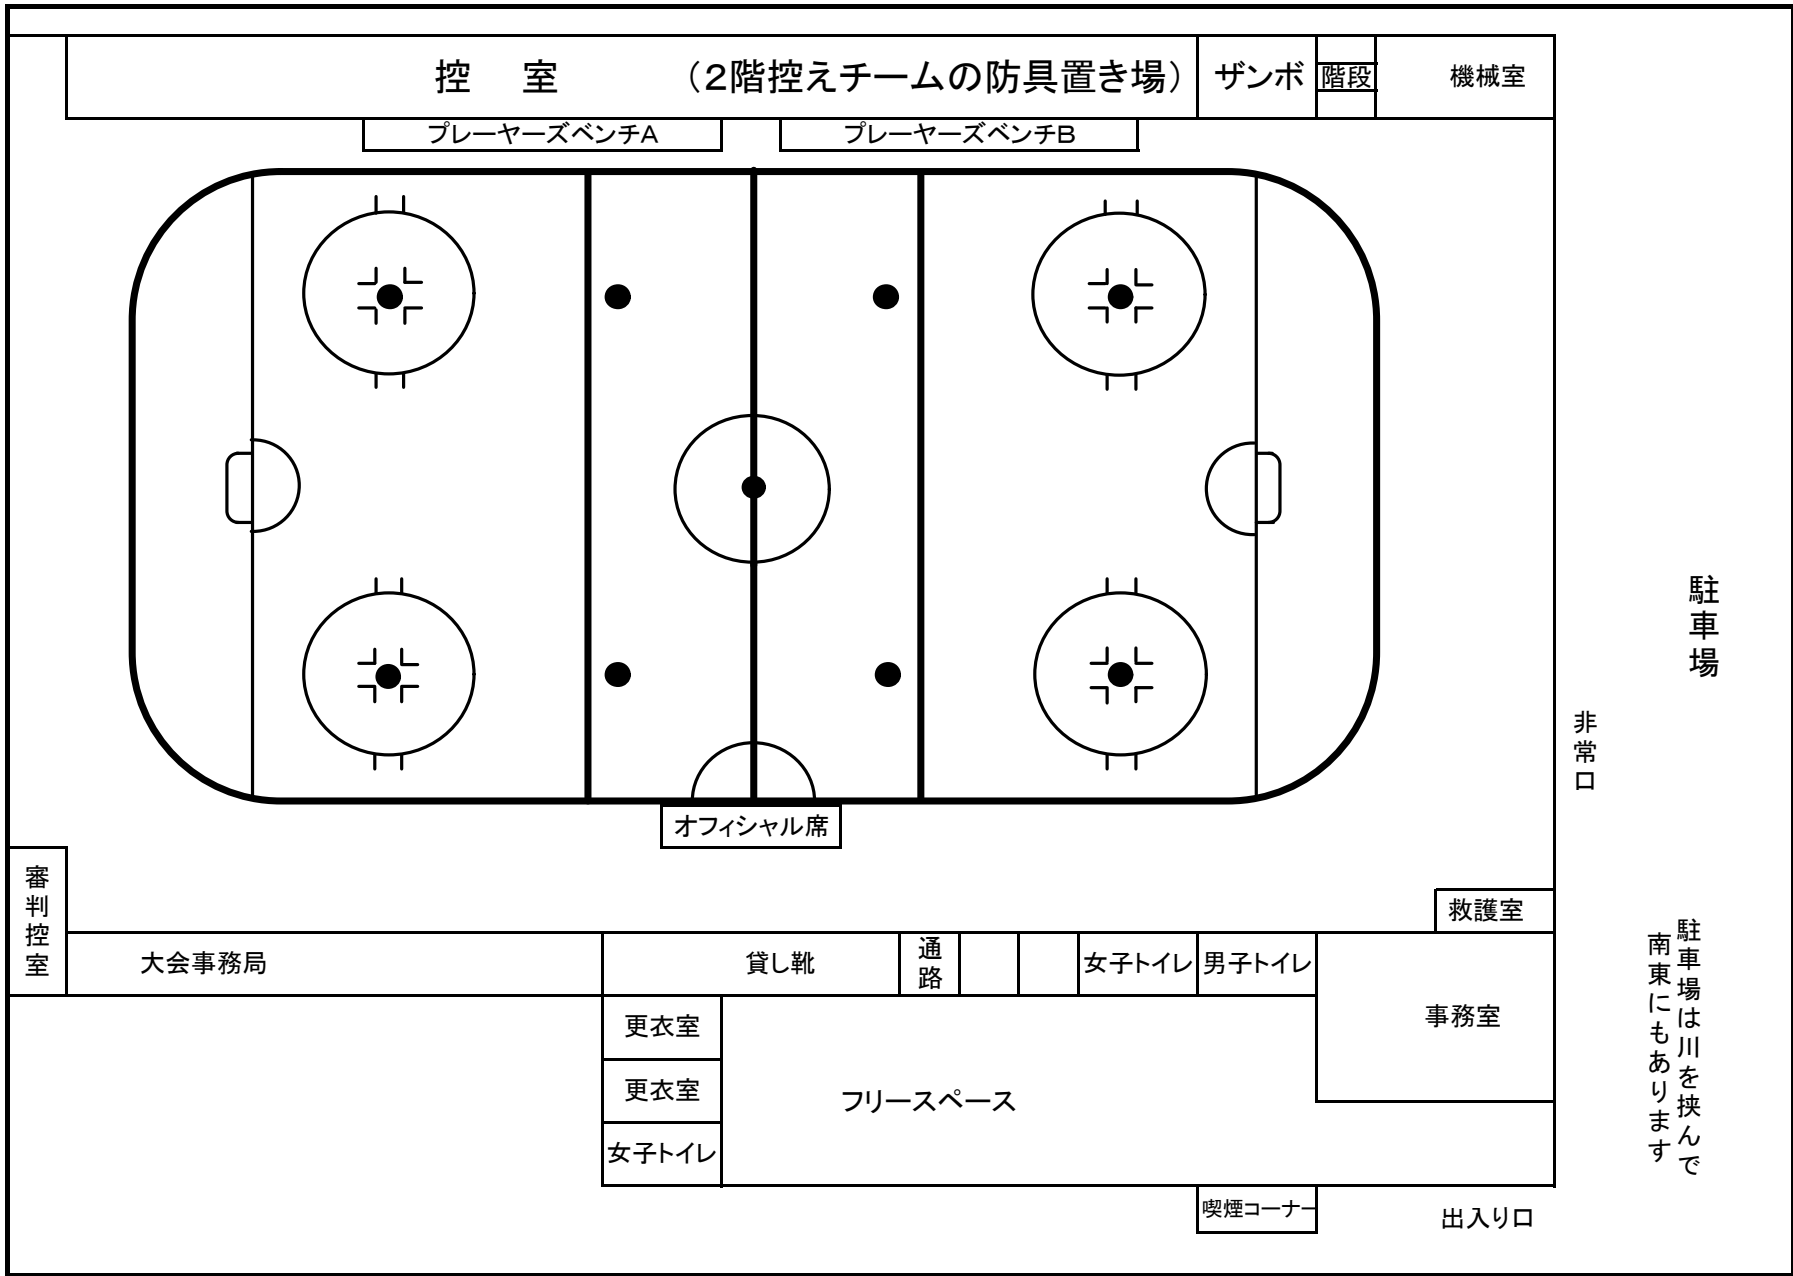 控　室　　（２階控えチームの防具置き場）
ザンボ
階段
機械室
プレーヤーズベンチA
プレーヤーズベンチB
駐車場
非常口
オフィシャル席
審判控室
救護室
大会事務局
貸し靴
通路
女子トイレ
男子トイレ
事務室
駐車場は川を挟んで
南東にもあります
更衣室
更衣室
フリースペース
女子トイレ
喫煙コーナー
出入り口